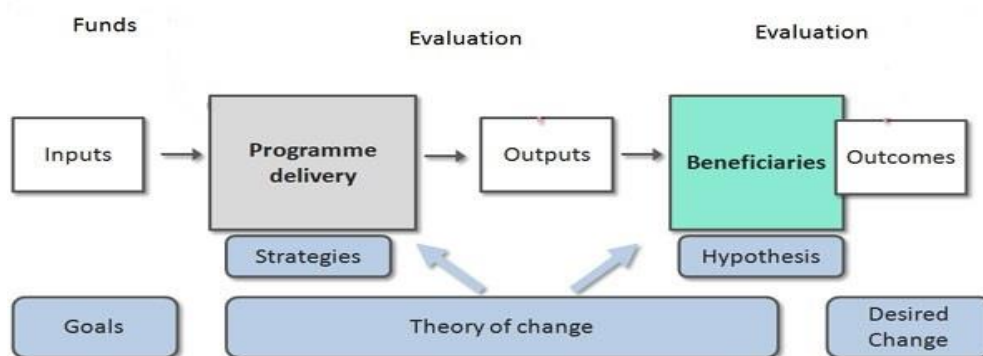 Funds
Evaluation
Evaluation
Inputs
Programme
delivery
Outputs
Beneficiaries
Outcomes
Strategies
Hypothesis
Goals
Theory of change
Desired
Change